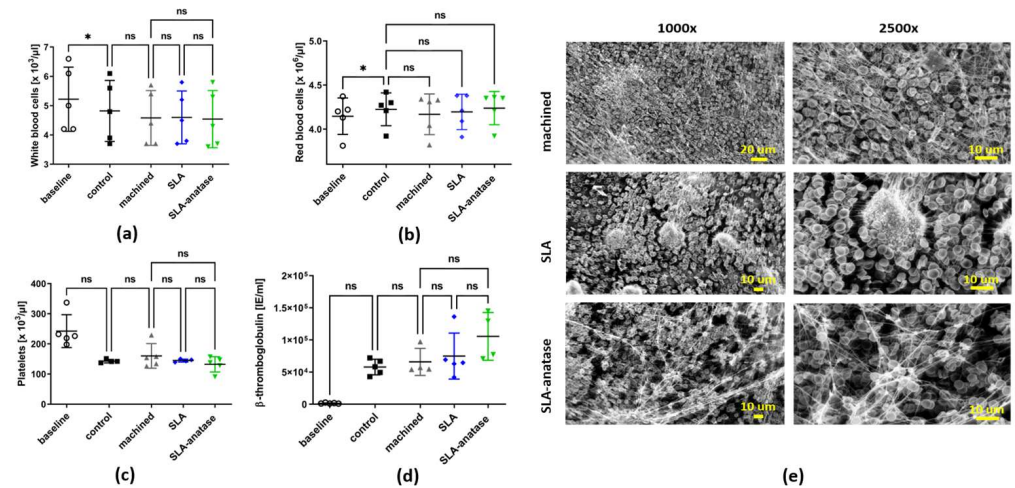 ns
ns
* ns ns ns
White blood cells [x 10³/µl]
7
6
5
4
3
2
baseline
control
machined
SLA
SLA-anatase
(a)
ns
ns
* ns
Red blood cells [x 10⁶/µl]
5.0
4.5
4.0
baseline
control
machined
SLA
SLA-anatase
(b)
ns
ns ns ns ns
Platelets [x 10³/µl]
400
300
200
100
0
baseline
control
machined
SLA
SLA-anatase
(c)
ns
ns ns ns ns
β-thromboglobulin [IE/ml]
2×10⁵
1.5×10⁵
1×10⁵
5×10⁴
0
baseline
control
machined
SLA
SLA-anatase
(d)
1000x 2500x
machined
20 um 10 um
SLA
10 um 10 um
SLA-anatase
10 um 10 um
(e)